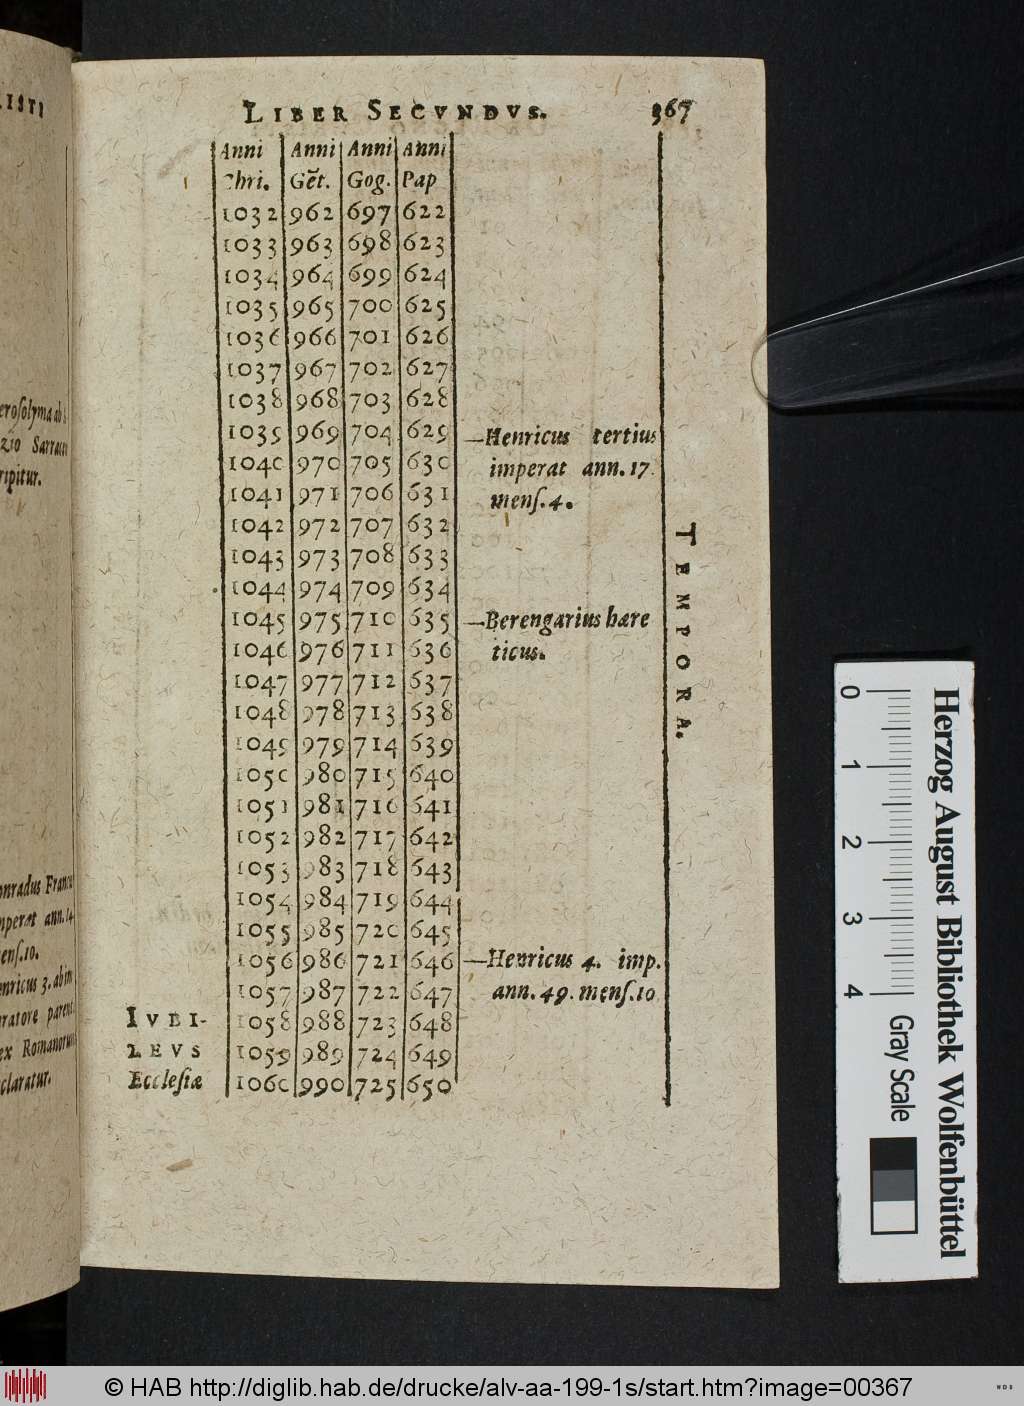 LIBER SECVNDVS. 367
Anni Anni Anni Anni
Chri. Gēt. Gog. Pap
1032 962 697 622
1033 963 698 623
1034 964 699 624
1035 965 700 625
1036 966 701 626
1037 967 702 627
1038 968 703 628
1039 969 704 629 —Henricus tertius
1040 970 705 630 imperat ann. 17.
1041 971 706 631 mens. 4.
1042 972 707 632
1043 973 708 633
1044 974 709 634
1045 975 710 635 —Berengarius hære
1046 976 711 636 ticus.
1047 977 712 637
1048 978 713 638
1049 979 714 639
1050 980 715 640
1051 981 716 641
1052 982 717 642
1053 983 718 643
1054 984 719 644
1055 985 720 645
1056 986 721 646 —Henricus 4. imp.
1057 987 722 647 ann. 49. mens. 10
IVBI- 1058 988 723 648
LEVS 1059 989 724 649
Ecclesiæ 1060 990 725 650
TEMPORA.
ripitur.
mens. 10.
Herzog August Bibliothek Wolfenbüttel
0 1 2 3 4 Gray Scale
© HAB http://diglib.hab.de/drucke/alv-aa-199-1s/start.htm?image=00367